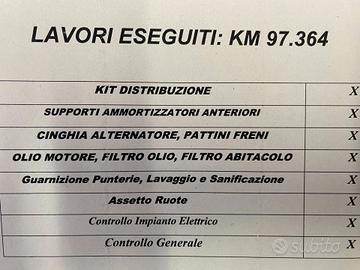 LAVORI ESEGUITI: KM 97.364
KIT DISTRIBUZIONE X
SUPPORTI AMMORTIZZATORI ANTERIORI X
CINGHIA ALTERNATORE, PATTINI FRENI X
OLIO MOTORE, FILTRO OLIO, FILTRO ABITACOLO X
Guarnizione Punterie, Lavaggio e Sanificazione X
Assetto Ruote X
Controllo Impianto Elettrico X
Controllo Generale X
subito